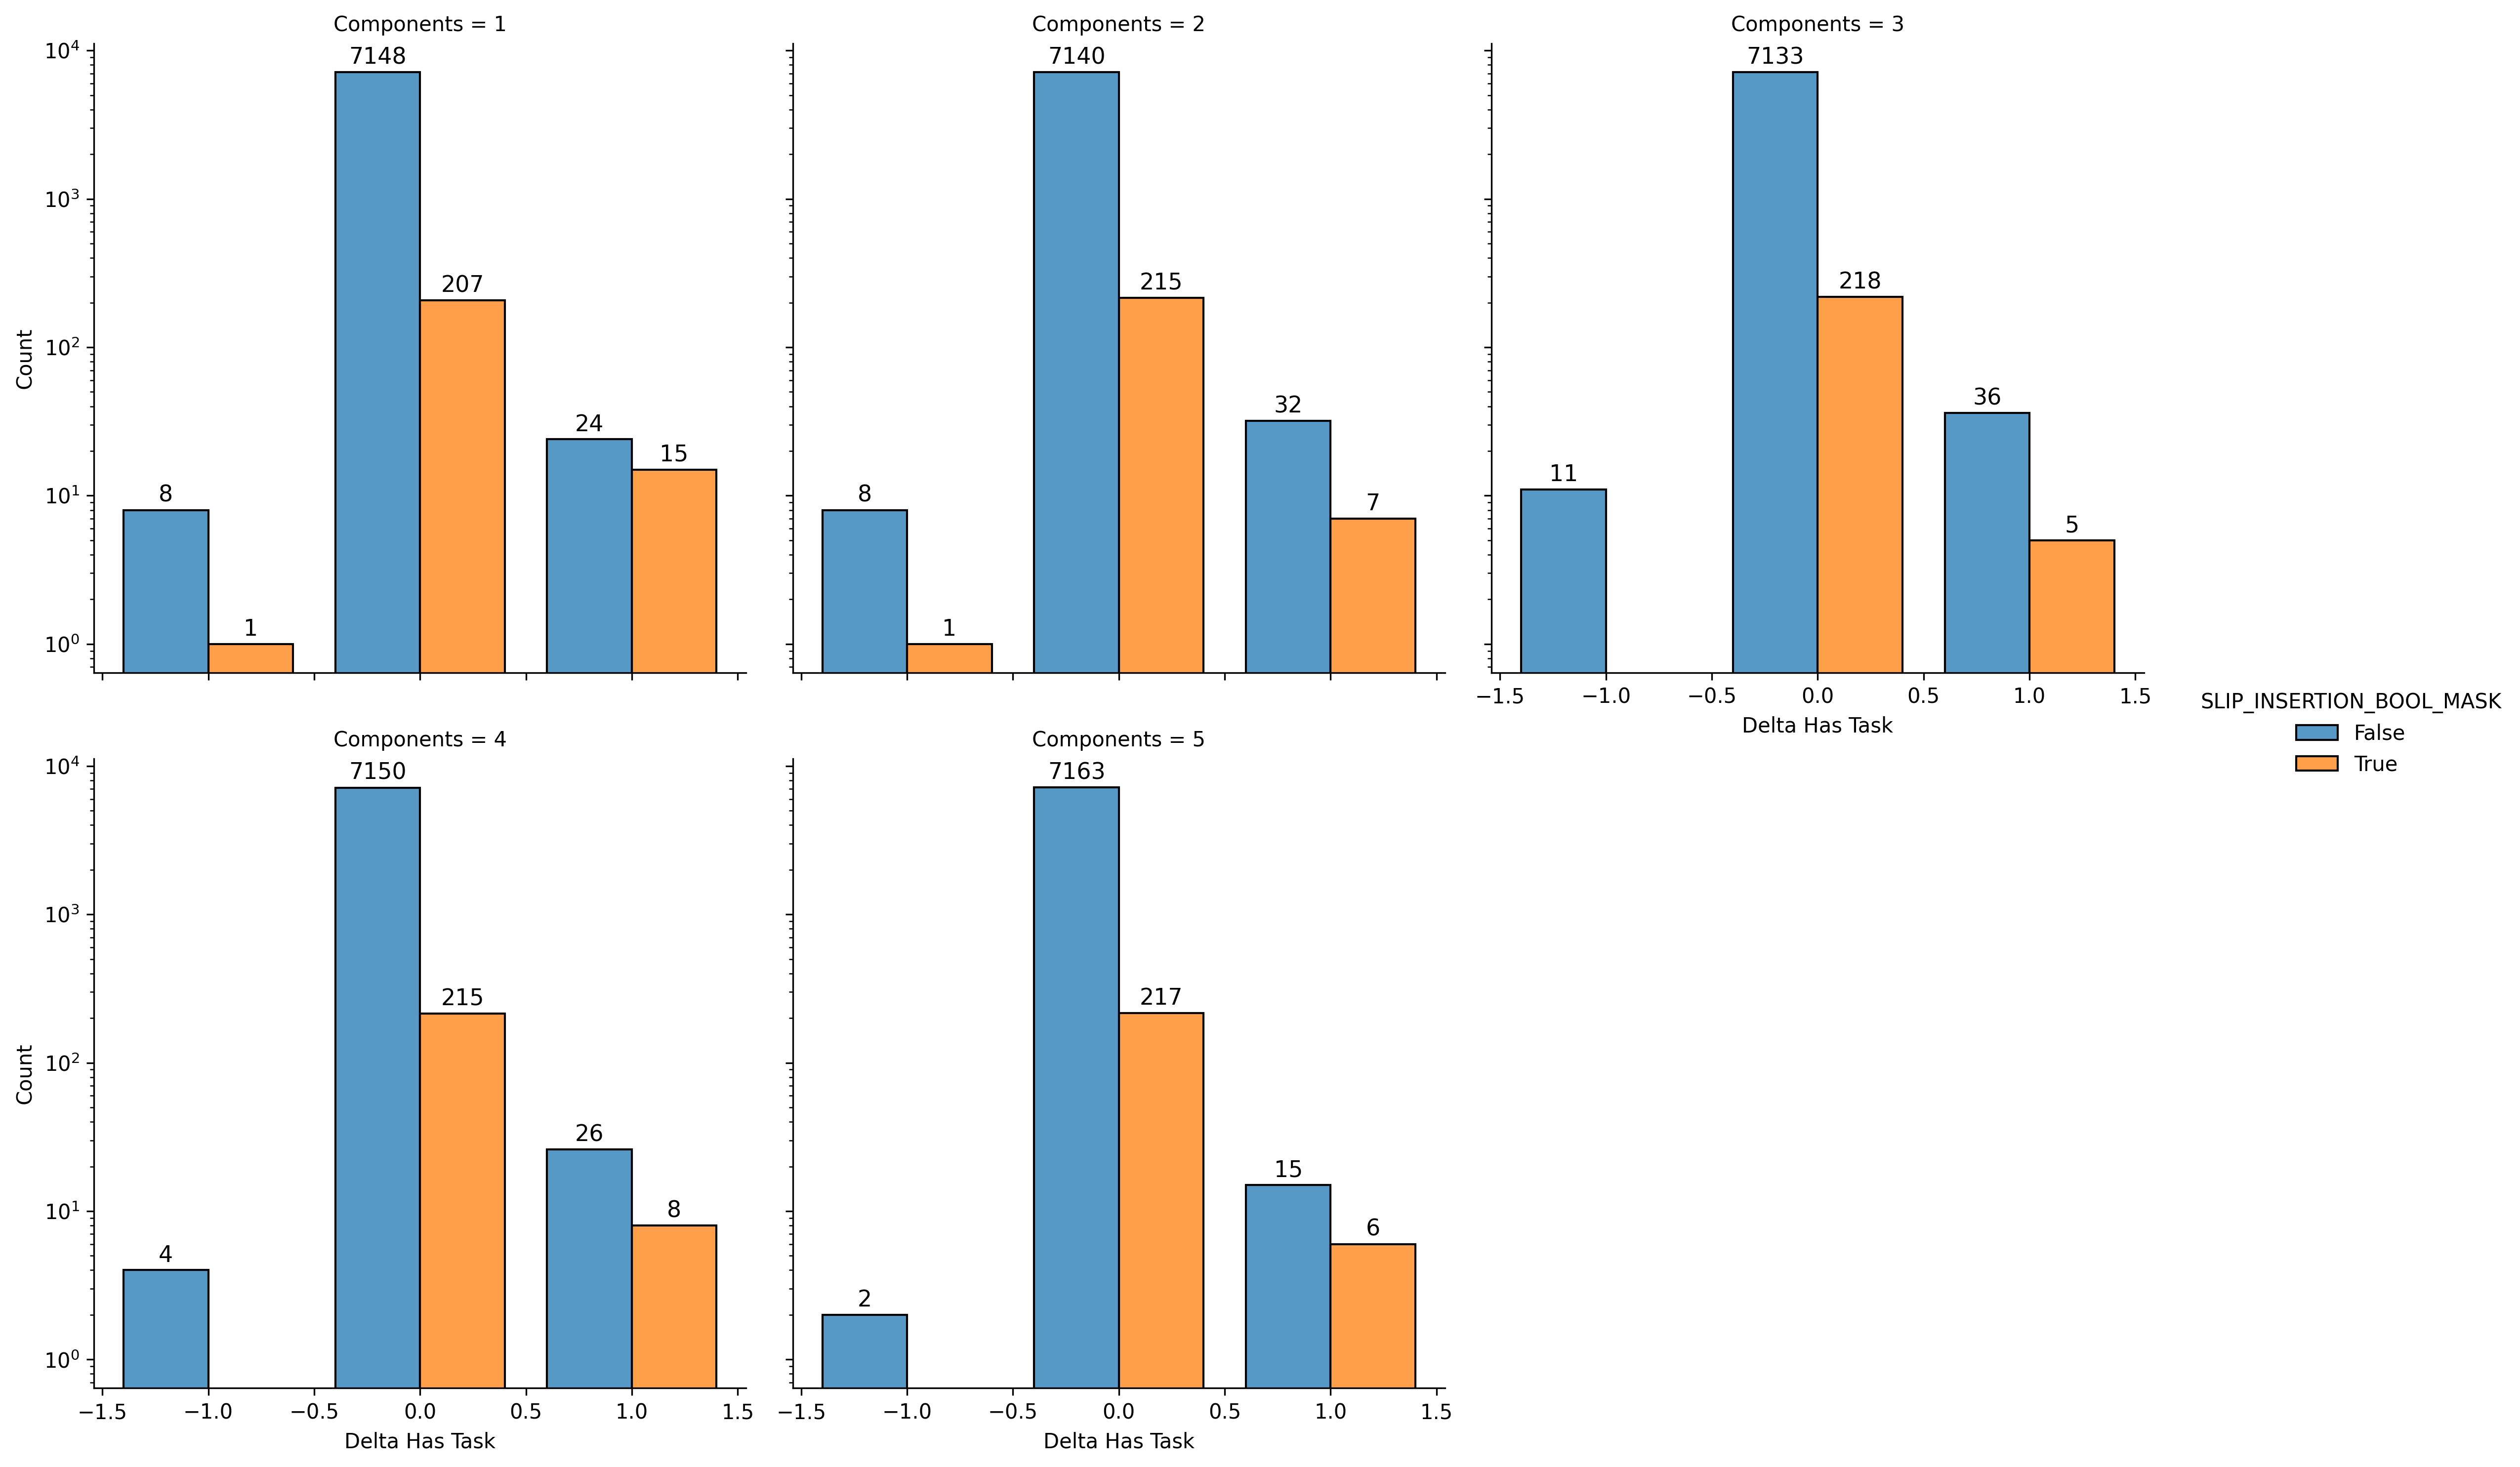 Components = 1
10⁴
10³
10²
10¹
10⁰
Count
7148
207
24
15
8
1
Components = 2
7140
215
32
7
8
1
Components = 3
7133
218
36
11
5
−1.5 −1.0 −0.5 0.0 0.5 1.0 1.5
Delta Has Task
SLIP_INSERTION_BOOL_MASK
False
True
Components = 4
10⁴
10³
10²
10¹
10⁰
Count
7150
215
26
8
4
−1.5 −1.0 −0.5 0.0 0.5 1.0 1.5
Delta Has Task
Components = 5
7163
217
15
6
2
−1.5 −1.0 −0.5 0.0 0.5 1.0 1.5
Delta Has Task